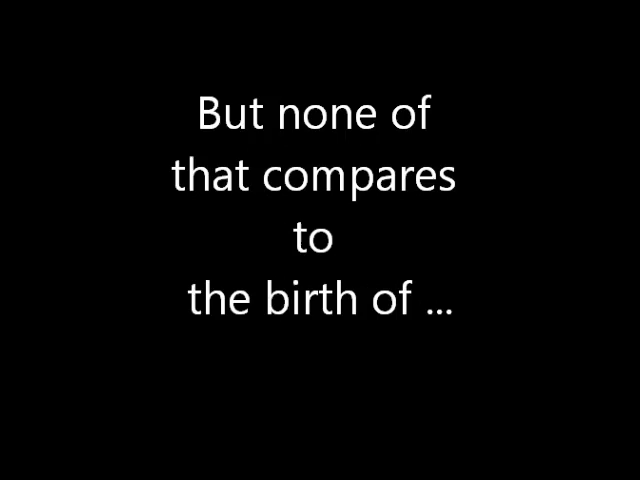 But none of
that compares
to
the birth of ...